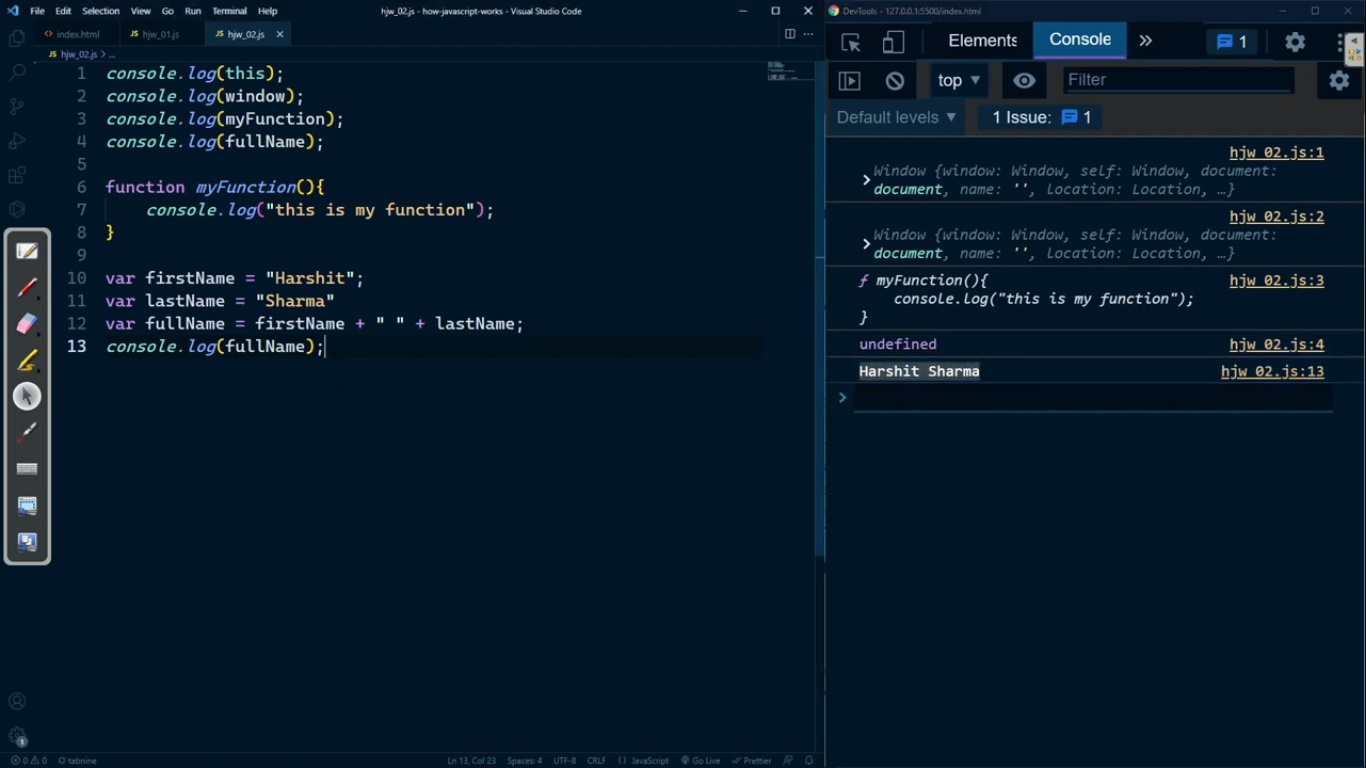 File Edit Selection View Go Run Terminal Help
hjw_02.js - how-javascript-works - Visual Studio Code
index.html
hjw_01.js
hjw_02.js
hjw_02.js > ...
1 console.log(this);
2 console.log(window);
3 console.log(myFunction);
4 console.log(fullName);
5
6 function myFunction(){
7 console.log("this is my function");
8 }
9
10 var firstName = "Harshit";
11 var lastName = "Sharma"
12 var fullName = firstName + " " + lastName;
13 console.log(fullName);
1
0 0 tabnine
Ln 13, Col 23 Spaces: 4 UTF-8 CRLF {} JavaScript Go Live Prettier
DevTools - 127.0.0.1:5500/index.html
Elements Console 1
top Filter
Default levels 1 Issue: 1
hjw_02.js:1
Window {window: Window, self: Window, document:
document, name: '', location: Location, …}
hjw_02.js:2
Window {window: Window, self: Window, document:
document, name: '', location: Location, …}
ƒ myFunction(){ hjw_02.js:3
console.log("this is my function");
}
undefined hjw_02.js:4
Harshit Sharma hjw_02.js:13